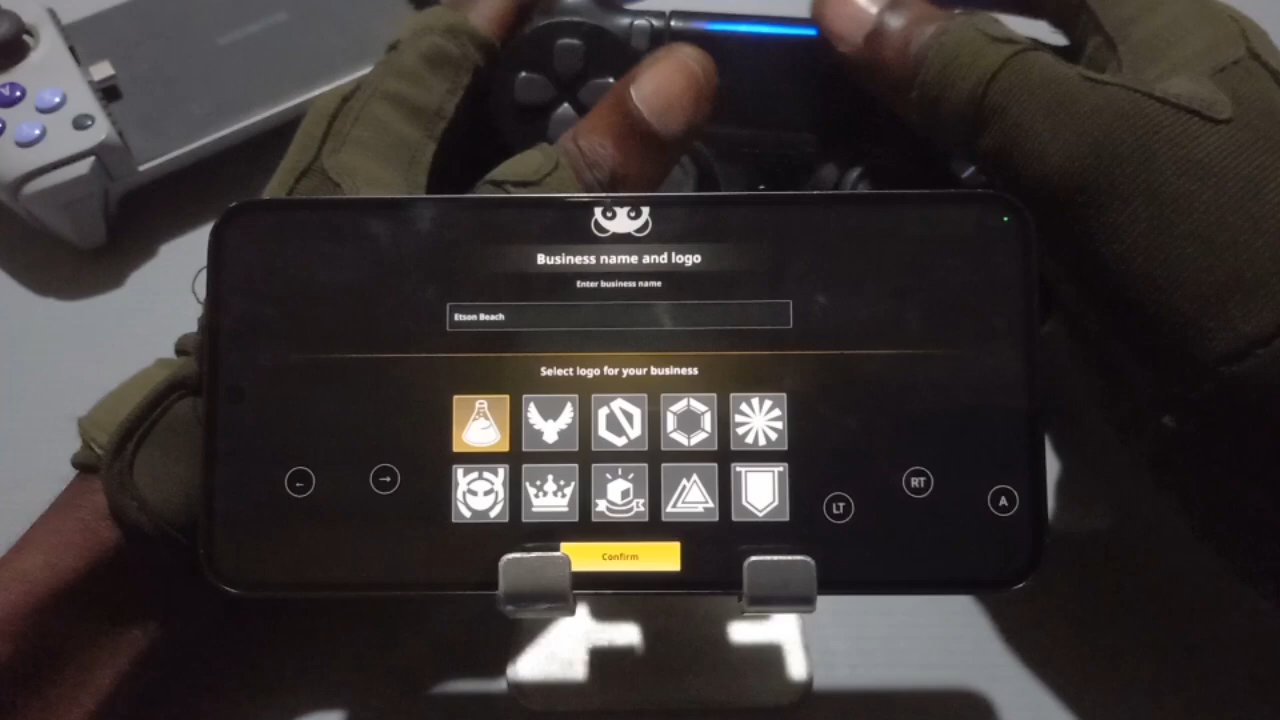 Business name and logo
Enter business name
Etson Beach
Select logo for your business
←
→
LT
RT
A
Confirm